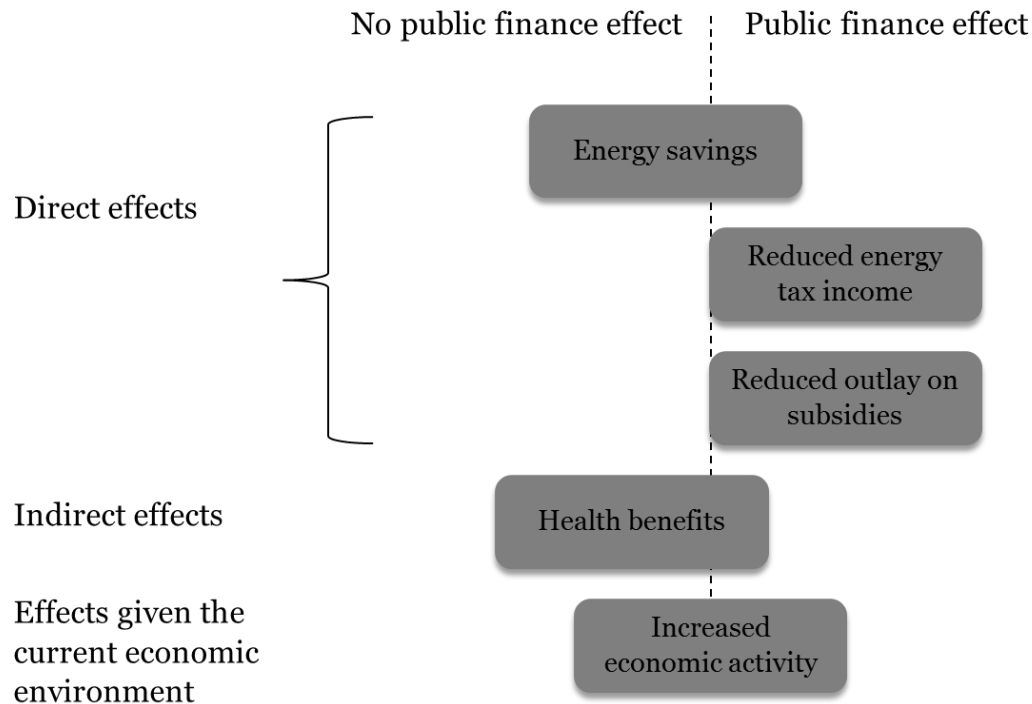 No public finance effect
Public finance effect
Direct effects
Energy savings
Reduced energy
tax income
Reduced outlay on
subsidies
Indirect effects
Health benefits
Effects given the
current economic
environment
Increased
economic activity